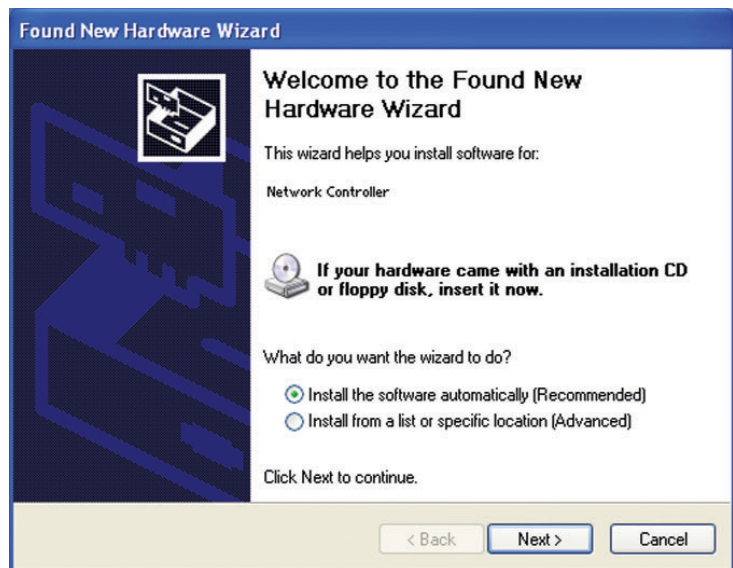 Found New Hardware Wizard
Welcome to the Found New
Hardware Wizard
This wizard helps you install software for:
Network Controller
If your hardware came with an installation CD
or floppy disk, insert it now.
What do you want the wizard to do?
Install the software automatically (Recommended)
Install from a list or specific location (Advanced)
Click Next to continue.
< Back Next > Cancel